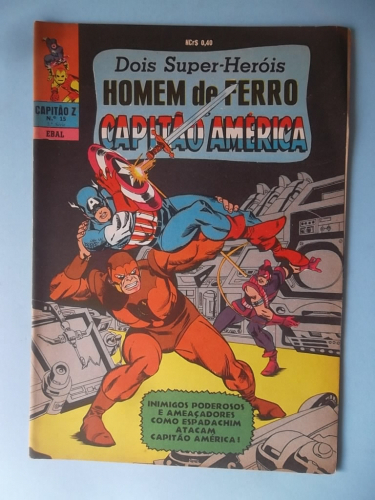 NCr$ 0,40
Dois Super-Heróis
HOMEM de FERRO
CAPITÃO AMÉRICA
CAPITÃO Z
N.º 15
EBAL
INIMIGOS PODEROSOS
E AMEAÇADORES
COMO ESPADACHIM
ATACAM
CAPITÃO AMÉRICA!